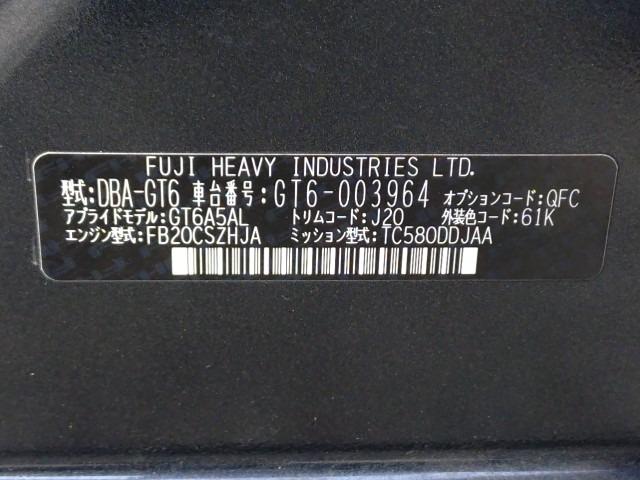 FUJI HEAVY INDUSTRIES LTD.
型式:DBA-GT6 車台番号:GT6-003964 オプションコード:QFC
アプライドモデル:GT6A5AL トリムコード:J20 外装色コード:61K
エンジン型式:FB20CSZHJA ミッション型式:TC580DDJAA